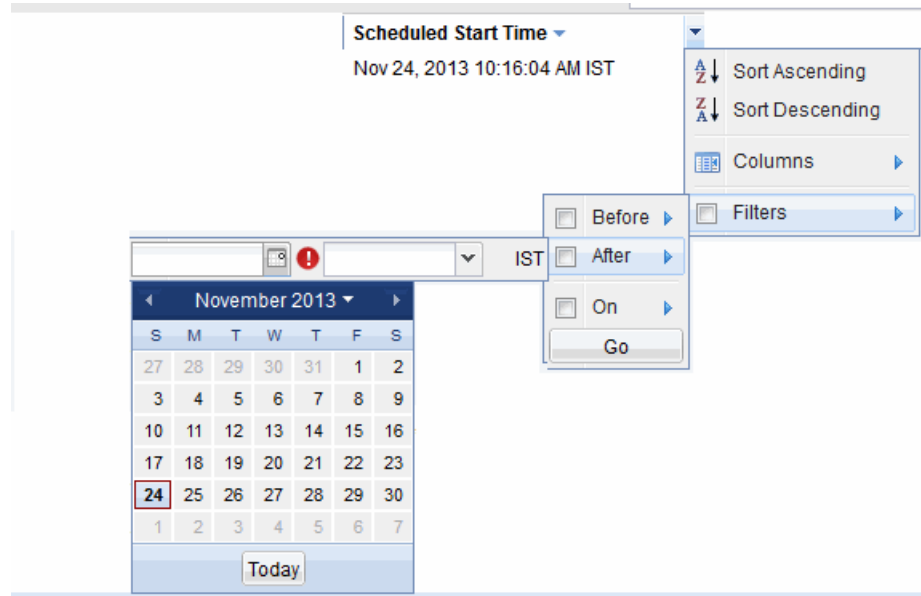 Scheduled Start Time
Nov 24, 2013 10:16:04 AM IST
A Z Sort Ascending
Z A Sort Descending
Columns
Filters
Before
After
On
Go
IST
November 2013
S M T W T F S
27 28 29 30 31 1 2
3 4 5 6 7 8 9
10 11 12 13 14 15 16
17 18 19 20 21 22 23
24 25 26 27 28 29 30
1 2 3 4 5 6 7
Today